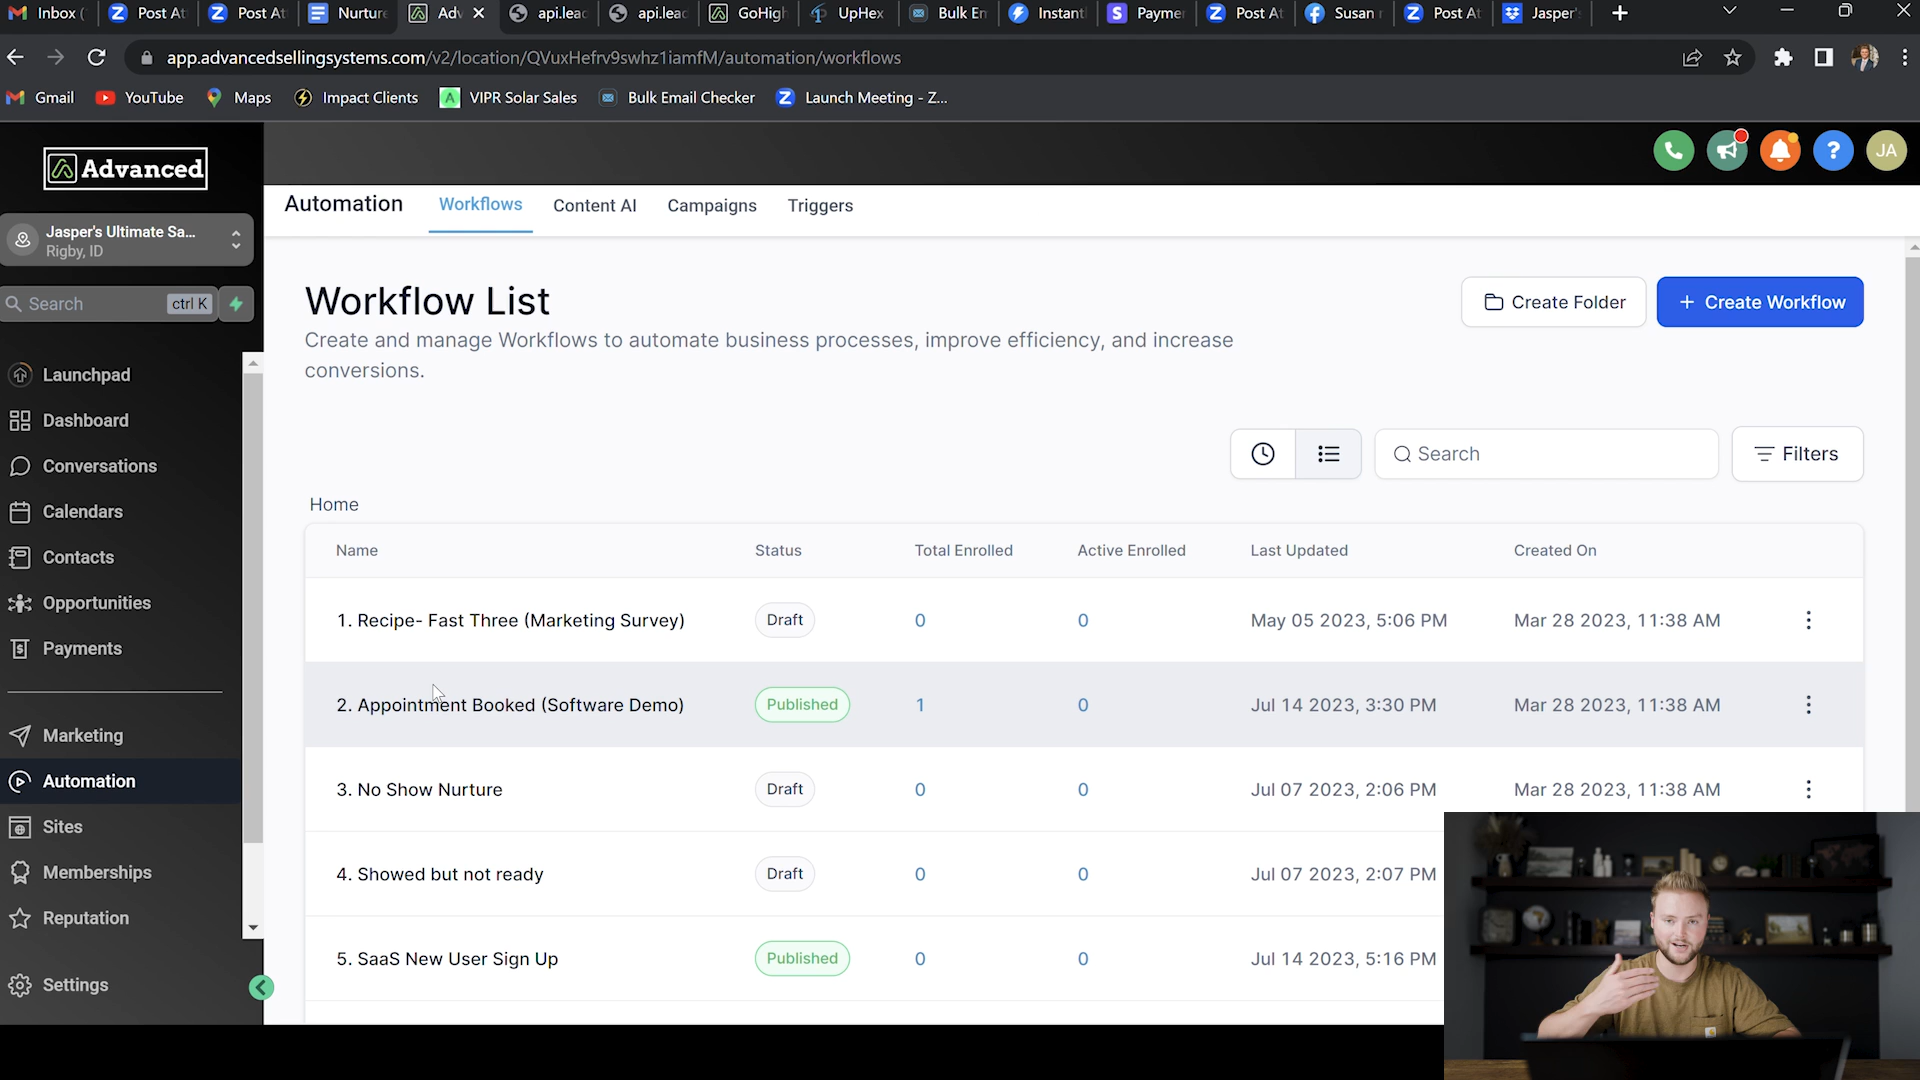 Inbox (
Post At
Post At
Nurture
Adv
api.lead
api.lead
GoHigh
UpHex
Bulk Em
Instant
Paymen
Post At
Susan
Post At
Jasper's
app.advancedsellingsystems.com/v2/location/QVuxHefrv9swhz1iamfM/automation/workflows
Gmail
YouTube
Maps
Impact Clients
VIPR Solar Sales
Bulk Email Checker
Launch Meeting - Z...
Advanced
JA
Jasper's Ultimate Sa...
Rigby, ID
Automation
Workflows
Content AI
Campaigns
Triggers
Search
ctrl K
Launchpad
Dashboard
Conversations
Calendars
Contacts
Opportunities
Payments
Marketing
Automation
Sites
Memberships
Reputation
Settings
Workflow List
Create and manage Workflows to automate business processes, improve efficiency, and increase
conversions.
Create Folder
+ Create Workflow
Search
Filters
Home
Name Status Total Enrolled Active Enrolled Last Updated Created On
1. Recipe- Fast Three (Marketing Survey) Draft 0 0 May 05 2023, 5:06 PM Mar 28 2023, 11:38 AM
2. Appointment Booked (Software Demo) Published 1 0 Jul 14 2023, 3:30 PM Mar 28 2023, 11:38 AM
3. No Show Nurture Draft 0 0 Jul 07 2023, 2:06 PM Mar 28 2023, 11:38 AM
4. Showed but not ready Draft 0 0 Jul 07 2023, 2:07 PM
5. SaaS New User Sign Up Published 0 0 Jul 14 2023, 5:16 PM